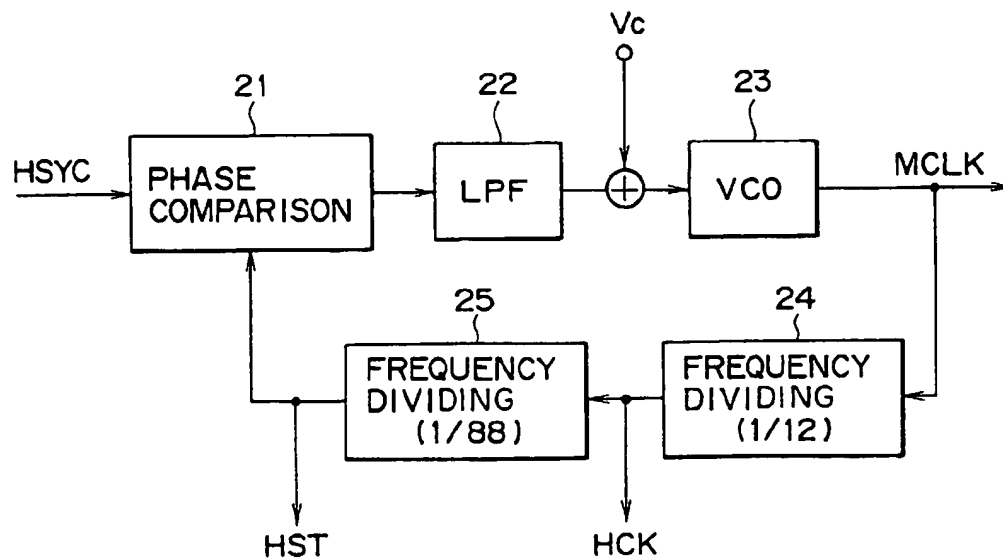 Vc
21
22
23
HSYC
PHASE
COMPARISON
LPF
VCO
MCLK
25
24
FREQUENCY
DIVIDING
(1/88)
FREQUENCY
DIVIDING
(1/12)
HST
HCK